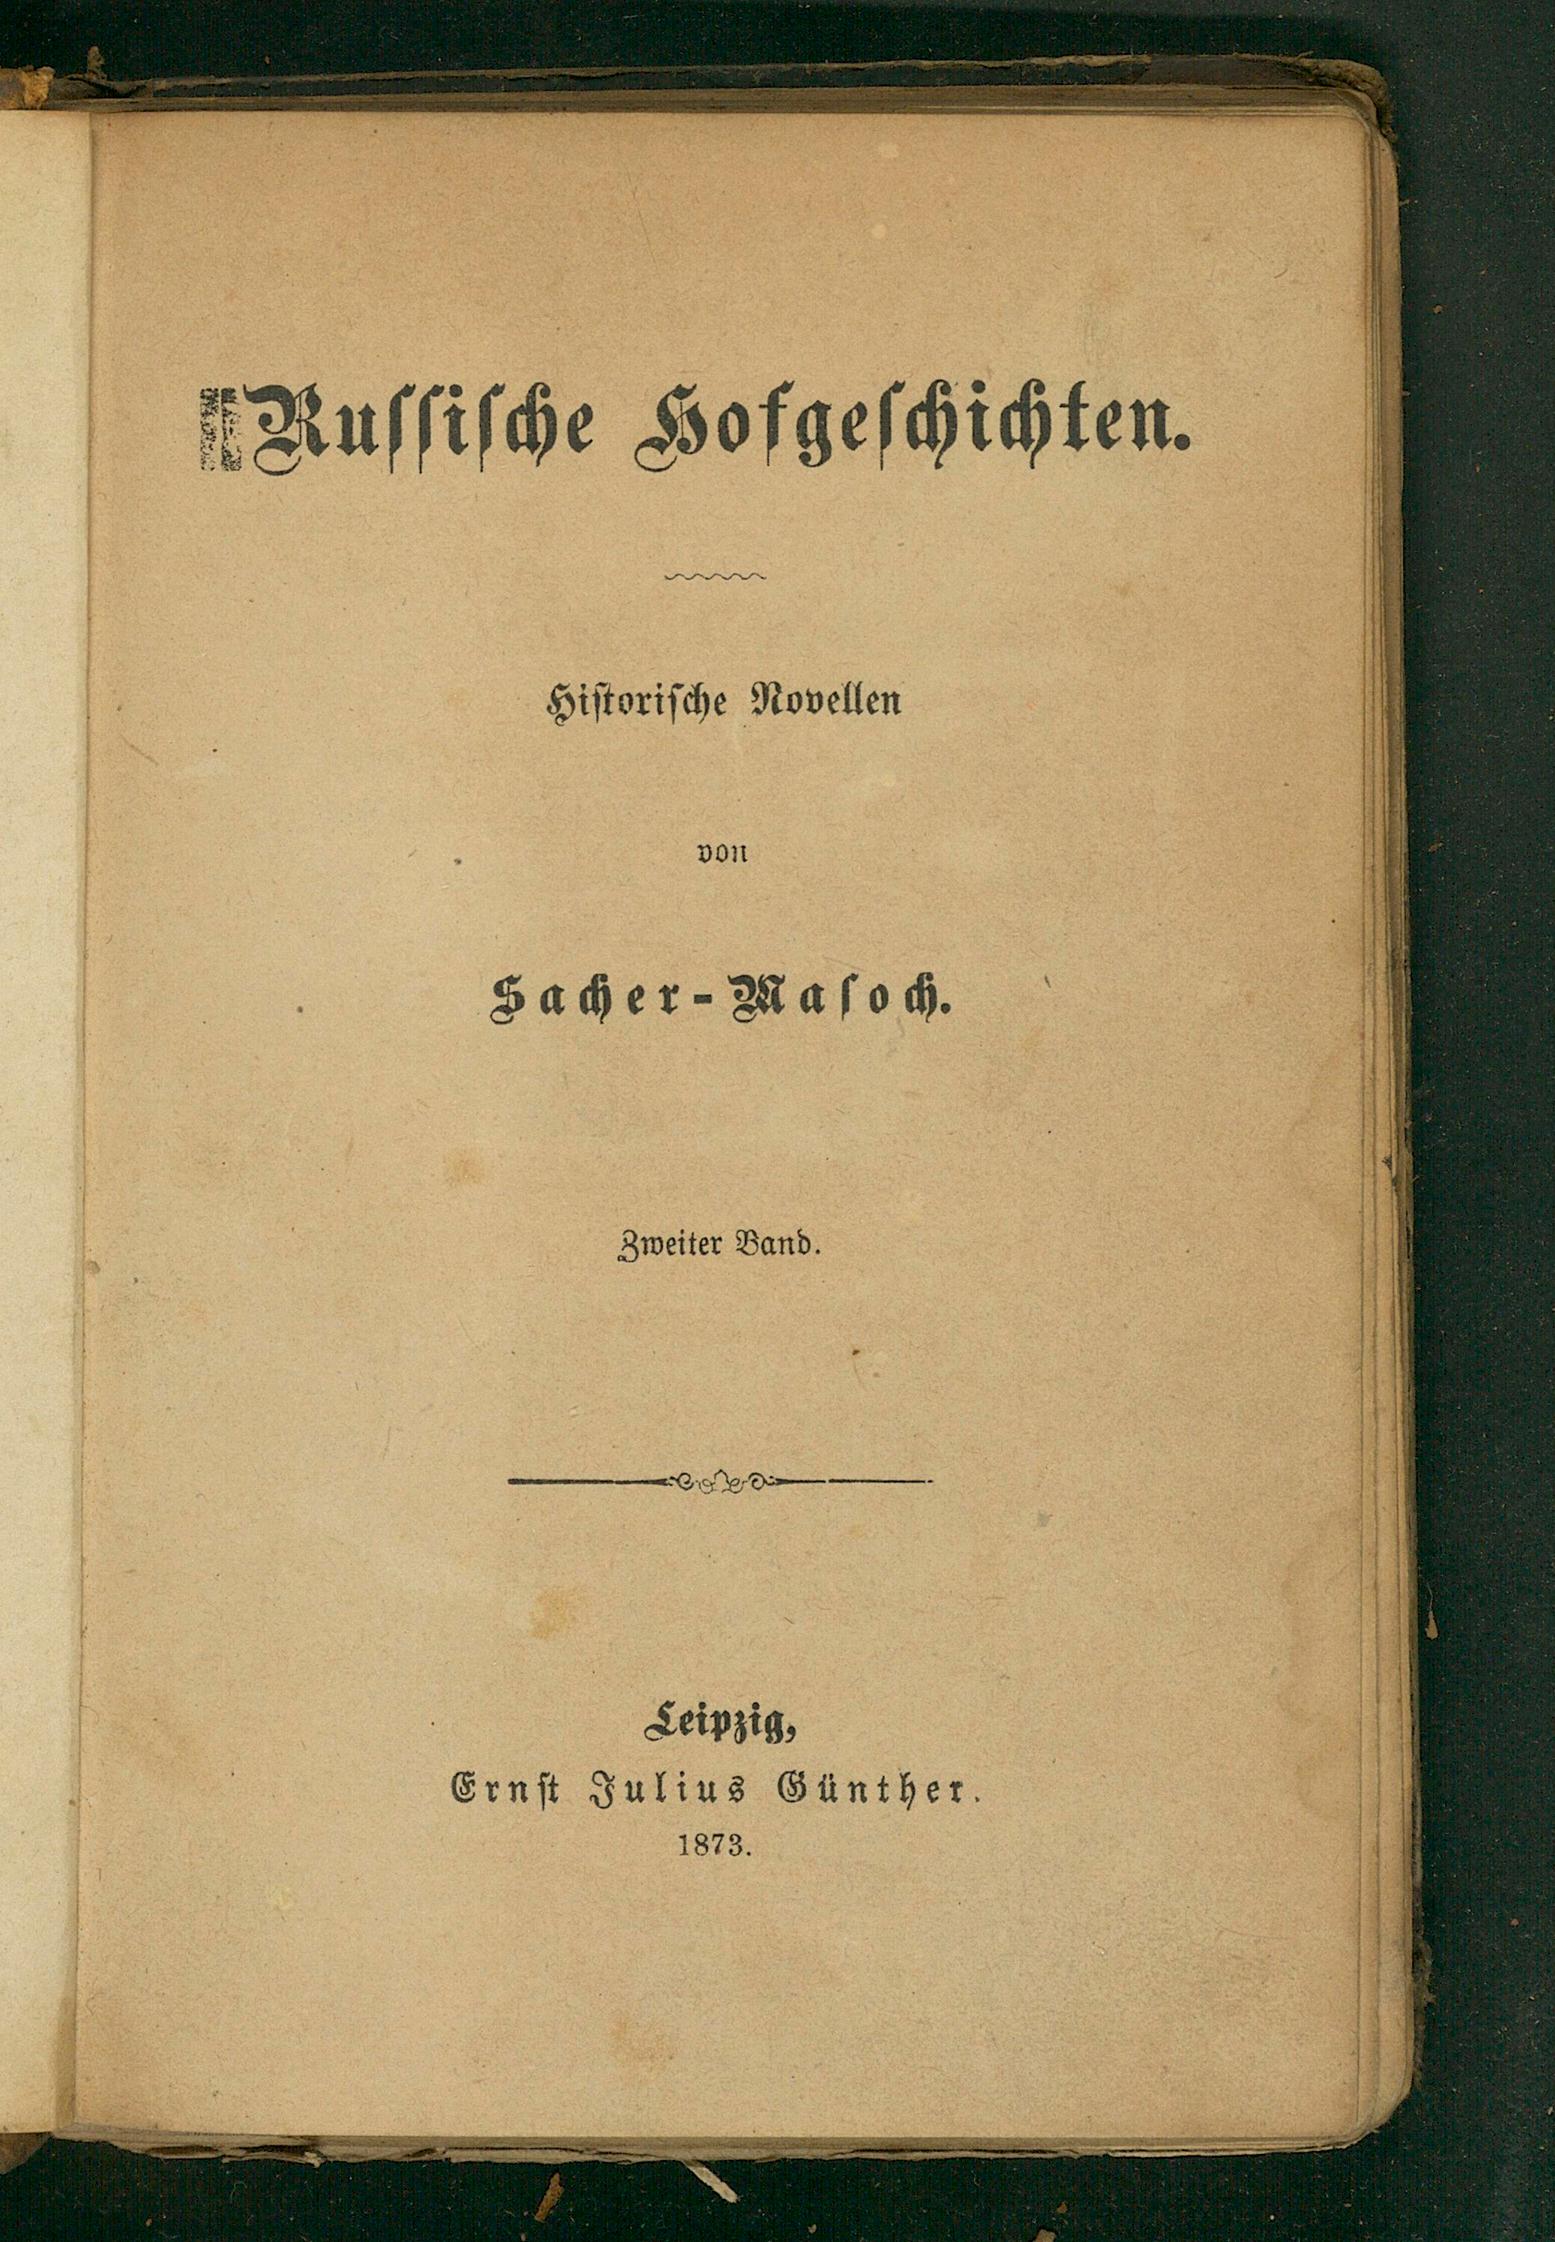 Ruſſiſche Hofgeſchichten.
Hiſtoriſche Novellen
von
Sacher-Maſoch.
Zweiter Band.
Leipzig,
Ernſt Julius Günther.
1873.